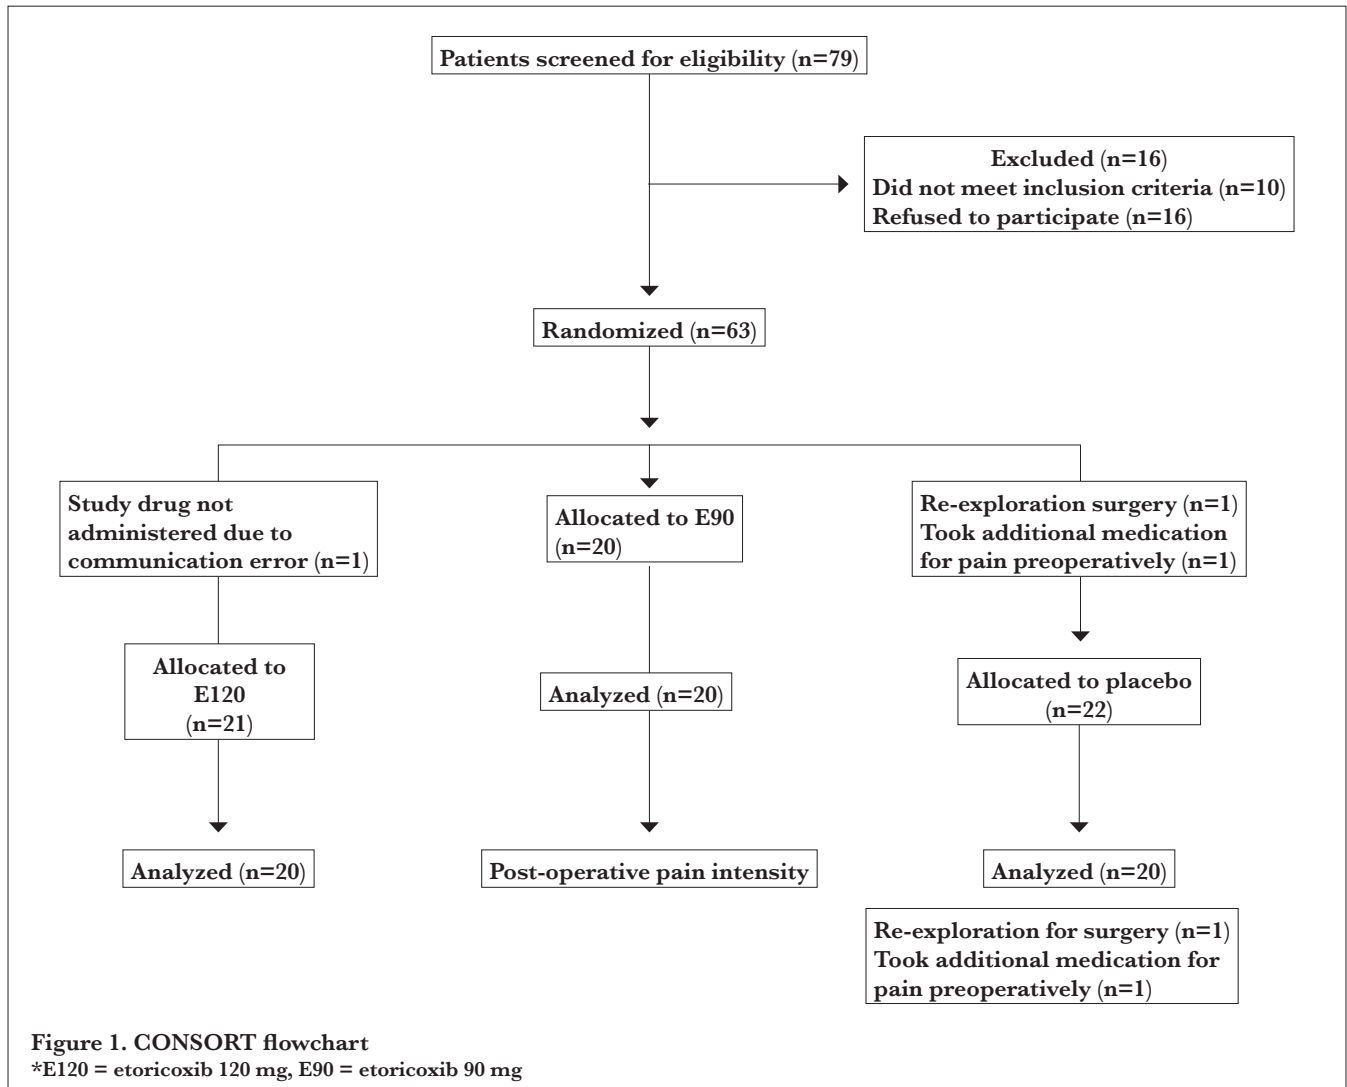 Patients screened for eligibility (n=79)
Excluded (n=16)
Did not meet inclusion criteria (n=10)
Refused to participate (n=16)
Randomized (n=63)
Study drug not
administered due to
communication error (n=1)
Allocated to E90
(n=20)
Re-exploration surgery (n=1)
Took additional medication
for pain preoperatively (n=1)
Allocated to
E120
(n=21)
Analyzed (n=20)
Allocated to placebo
(n=22)
Analyzed (n=20)
Post-operative pain intensity
Analyzed (n=20)
Re-exploration for surgery (n=1)
Took additional medication for
pain preoperatively (n=1)
Figure 1. CONSORT flowchart
*E120 = etoricoxib 120 mg, E90 = etoricoxib 90 mg